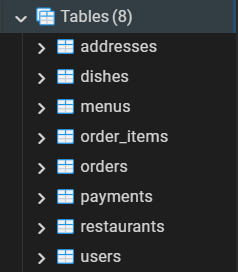 Tables (8)
addresses
dishes
menus
order_items
orders
payments
restaurants
users